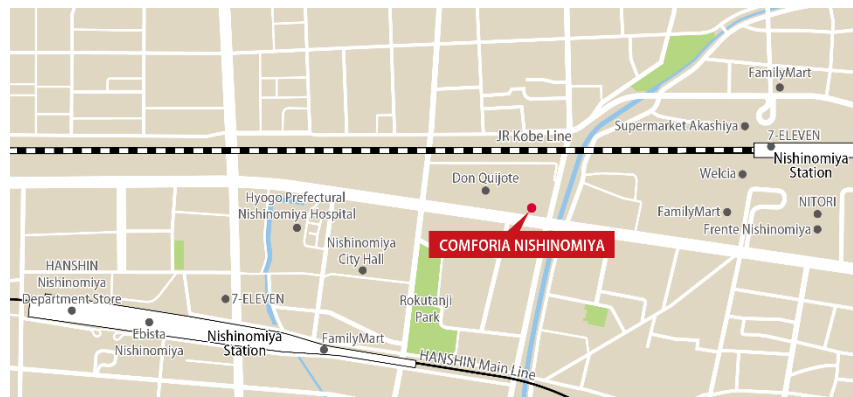 FamilyMart
Supermarket Akashiya
JR Kobe Line
7-ELEVEN
Nishinomiya
Station
Don Quijote
Welcia
Hyogo Prefectural
Nishinomiya Hospital
FamilyMart
NITORI
Frente Nishinomiya
COMFORIA NISHINOMIYA
Nishinomiya
City Hall
HANSHIN
Nishinomiya
Department Store
7-ELEVEN
Rokutanji
Park
Ebista
Nishinomiya
Nishinomiya
Station
FamilyMart
HANSHIN Main Line